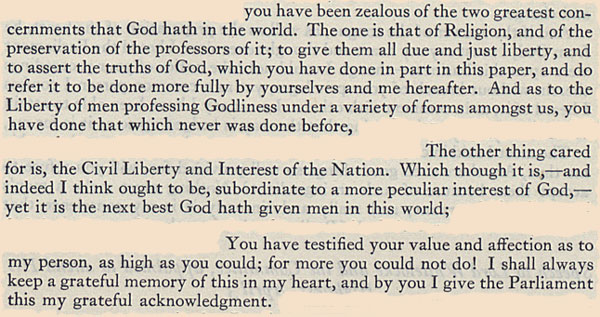 you have been zealous of the two greatest con-
cernments that God hath in the world. The one is that of Religion, and of the
preservation of the professors of it; to give them all due and just liberty, and
to assert the truths of God, which you have done in part in this paper, and do
refer it to be done more fully by yourselves and me hereafter. And as to the
Liberty of men professing Godliness under a variety of forms amongst us, you
have done that which never was done before,
The other thing cared
for is, the Civil Liberty and Interest of the Nation. Which though it is,—and
indeed I think ought to be, subordinate to a more peculiar interest of God,—
yet it is the next best God hath given men in this world;
You have testified your value and affection as to
my person, as high as you could; for more you could not do! I shall always
keep a grateful memory of this in my heart, and by you I give the Parliament
this my grateful acknowledgment.